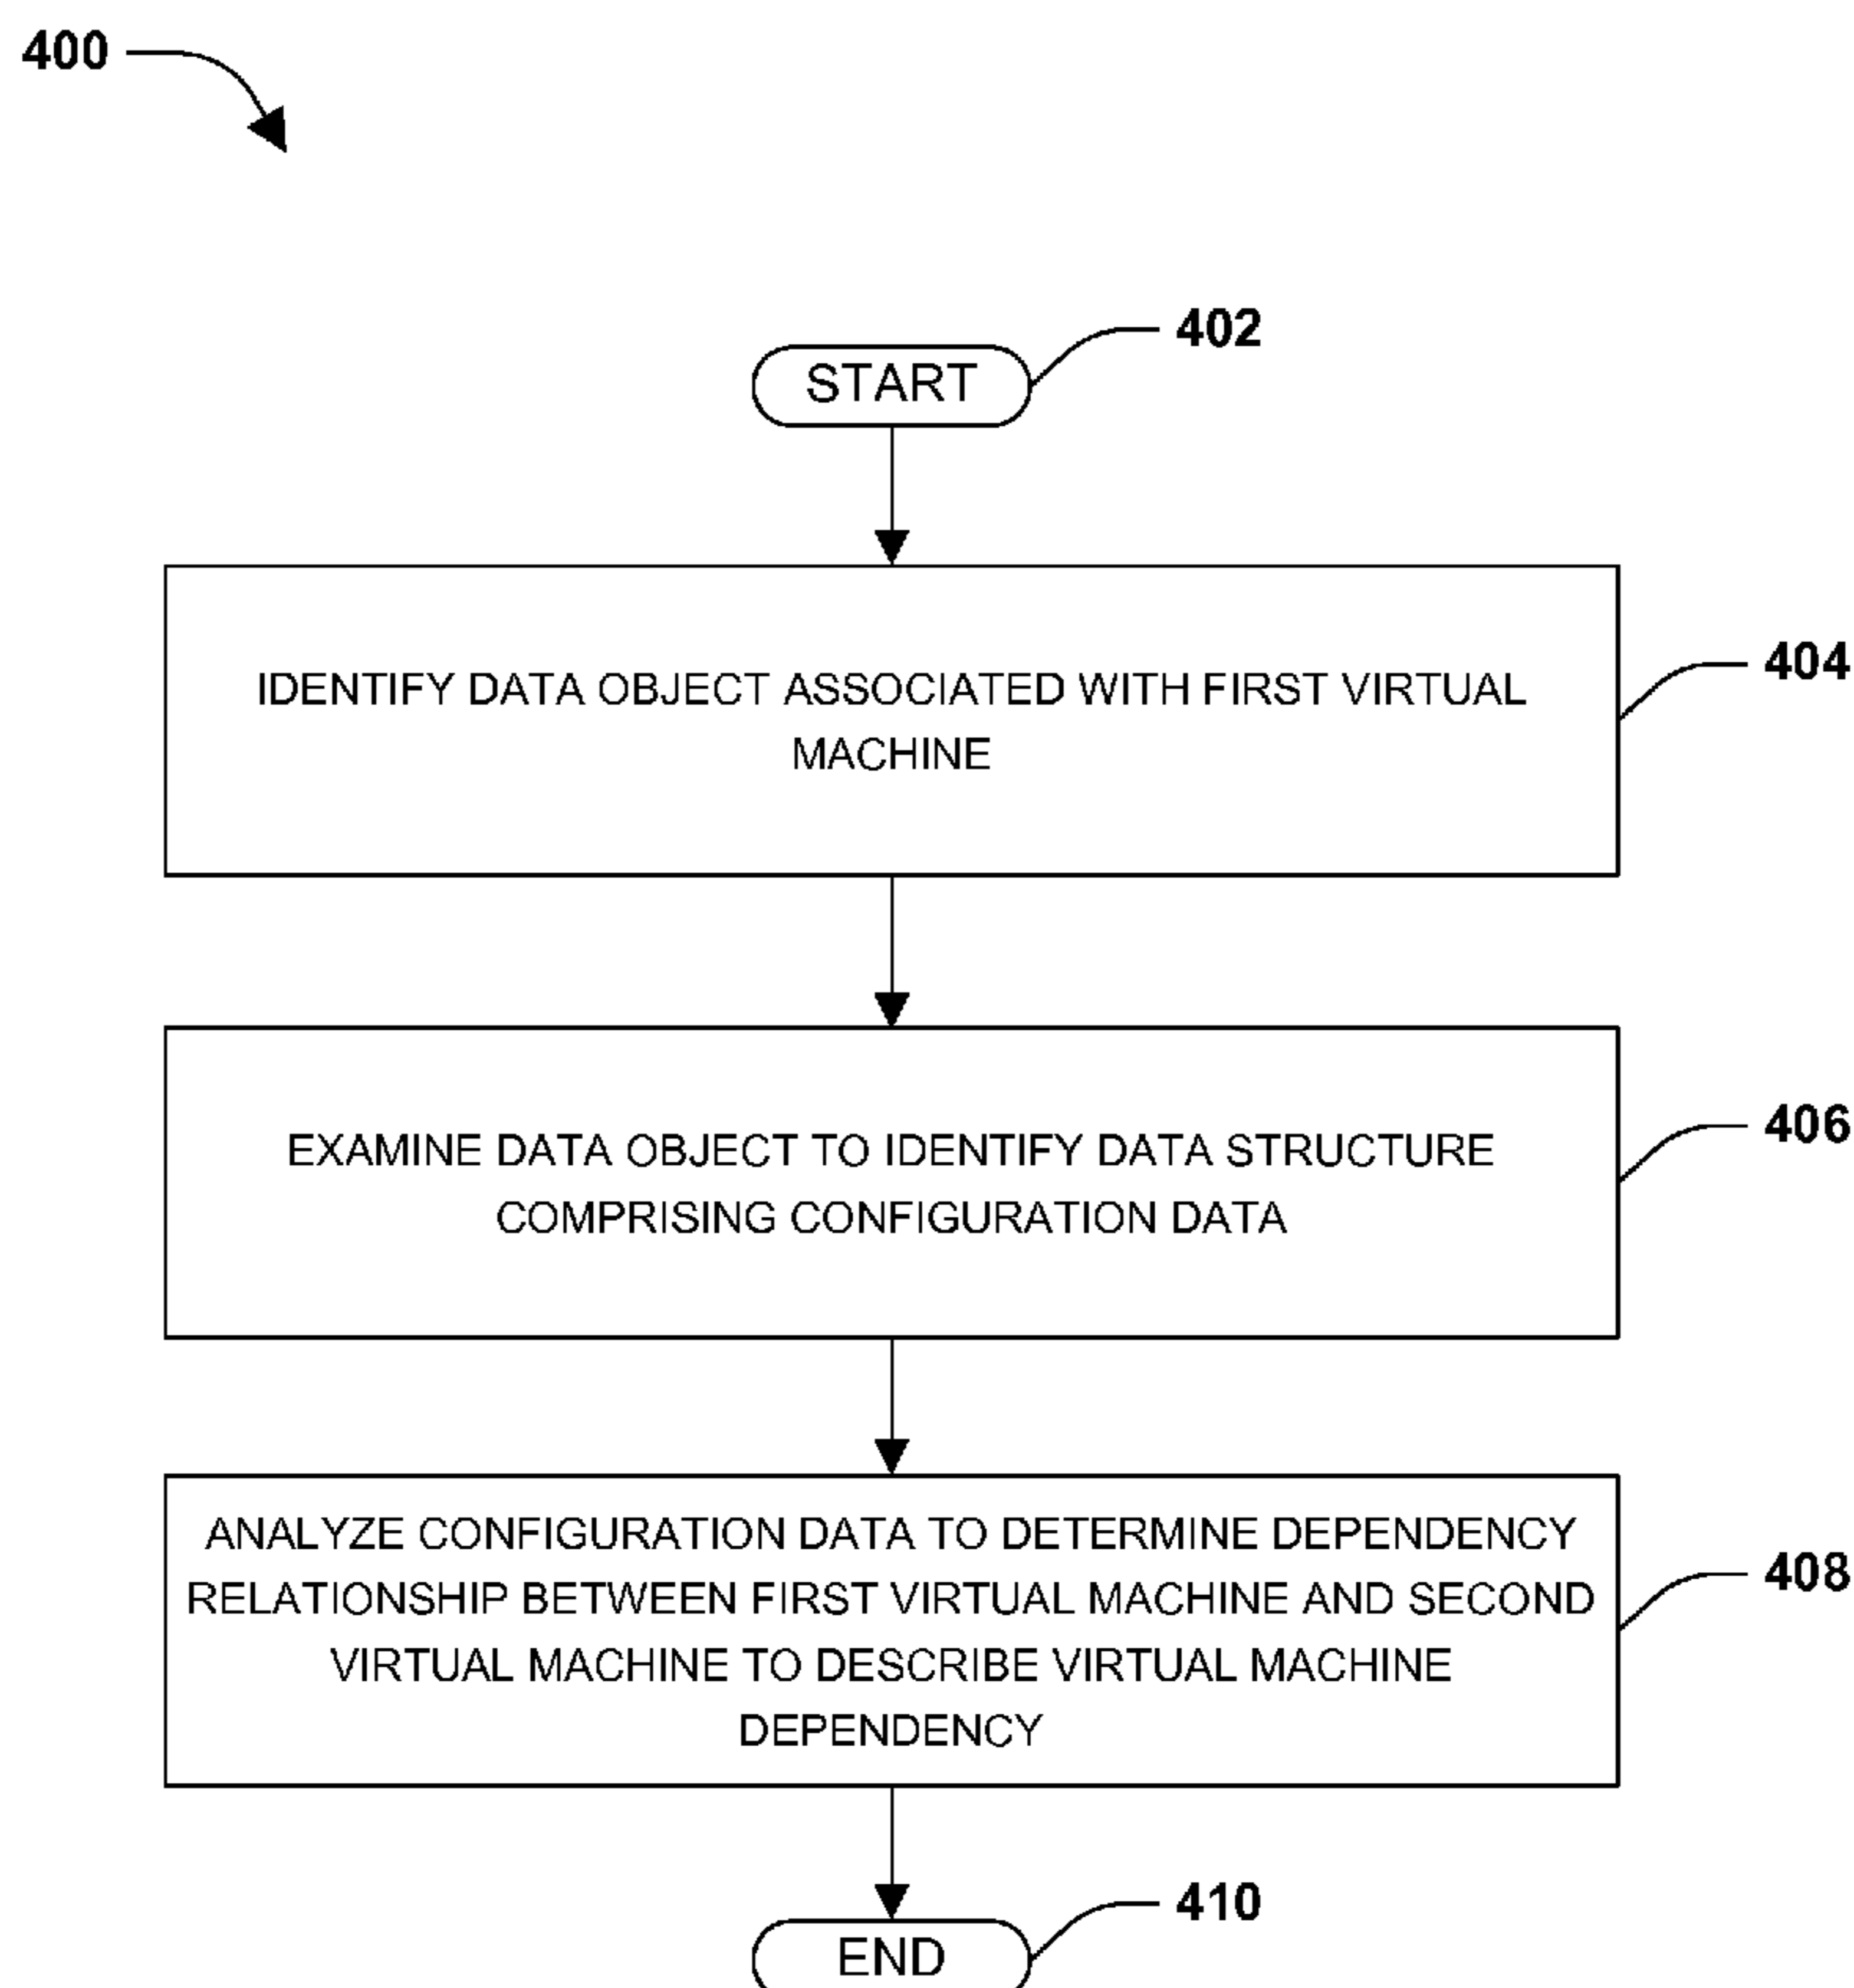 400
402
START
IDENTIFY DATA OBJECT ASSOCIATED WITH FIRST VIRTUAL
MACHINE
404
EXAMINE DATA OBJECT TO IDENTIFY DATA STRUCTURE
COMPRISING CONFIGURATION DATA
406
ANALYZE CONFIGURATION DATA TO DETERMINE DEPENDENCY
RELATIONSHIP BETWEEN FIRST VIRTUAL MACHINE AND SECOND
VIRTUAL MACHINE TO DESCRIBE VIRTUAL MACHINE
DEPENDENCY
408
410
END